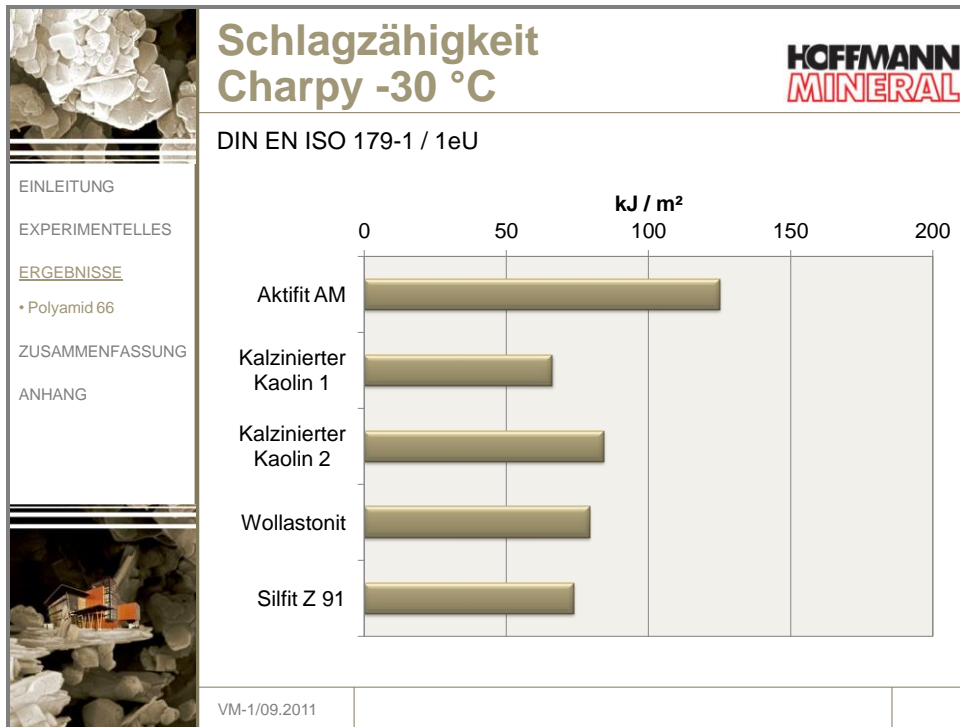 Schlagzähigkeit
Charpy -30 °C
HOFFMANN
MINERAL
DIN EN ISO 179-1 / 1eU
EINLEITUNG
EXPERIMENTELLES
ERGEBNISSE
• Polyamid 66
ZUSAMMENFASSUNG
ANHANG
kJ / m²
0 50 100 150 200
Aktifit AM
Kalzinierter
Kaolin 1
Kalzinierter
Kaolin 2
Wollastonit
Silfit Z 91
VM-1/09.2011